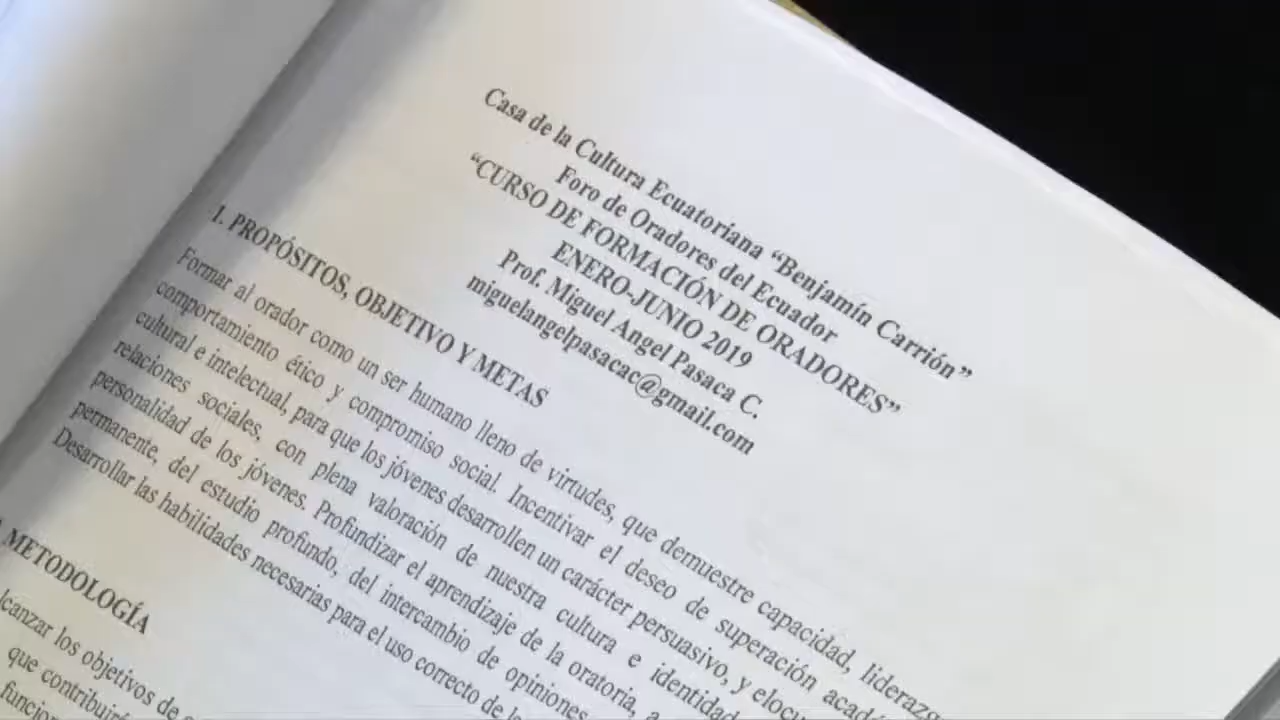 Casa de la Cultura Ecuatoriana “Benjamín Carrión”
Foro de Oradores del Ecuador
“CURSO DE FORMACIÓN DE ORADORES”
ENERO-JUNIO 2019
Prof. Miguel Angel Pasaca C.
miguelangelpasacac@gmail.com
1. PROPÓSITOS, OBJETIVO Y METAS
Formar al orador como un ser humano lleno de virtudes, que demuestre capacidad,
comportamiento ético y compromiso social. Incentivar el deseo de superación
cultural e intelectual, para que los jóvenes desarrollen un carácter persuasivo, y
relaciones sociales, con plena valoración de nuestra cultura e
personalidad de los jóvenes. Profundizar el aprendizaje de la oratoria,
permanente, del estudio profundo, del intercambio de opiniones
Desarrollar las habilidades necesarias para el uso correcto de
METODOLOGÍA
los objetivos de
que